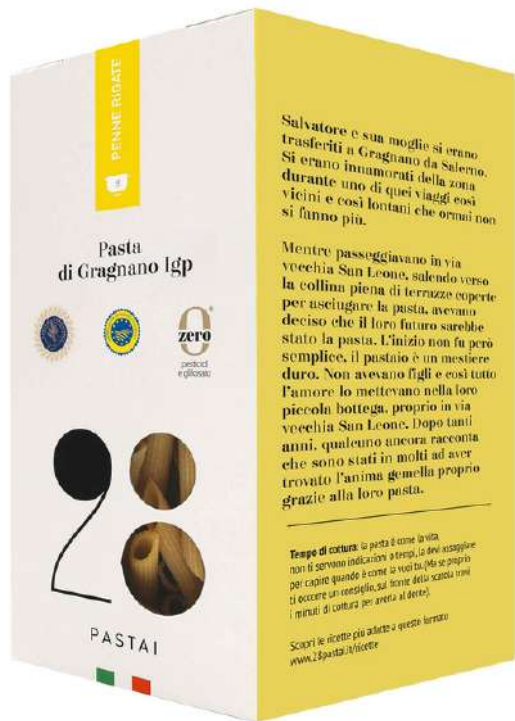 PENNE RIGATE
Pasta
di Gragnano Igp
zero
pesticidi
e glifosato
28
PASTAI
Salvatore e sua moglie si erano
trasferiti a Gragnano da Salerno.
Si erano innamorati della zona
durante uno di quei viaggi così
vicini e così lontani che ormai non
si fanno più.
Mentre passeggiavano in via
vecchia San Leone, salendo verso
la collina piena di terrazze coperte
per asciugare la pasta, avevano
deciso che il loro futuro sarebbe
stato la pasta. L'inizio non fu però
semplice, il pastaio è un mestiere
duro. Non avevano figli e così tutto
l'amore lo mettevano nella loro
piccola bottega, proprio in via
vecchia San Leone. Dopo tanti
anni, qualcuno ancora racconta
che sono stati in molti ad aver
trovato l'anima gemella proprio
grazie alla loro pasta.
Tempo di cottura: la pasta è come la vita,
non ti servono indicazioni o tempi, la devi assaggiare
per capire quando è come la vuoi tu. (Ma se proprio
ti occorre un consiglio, sul fronte della scatola trovi
i minuti di cottura per averla al dente).
Scopri le ricette più adatte a questo formato
www.28pastai.it/ricette